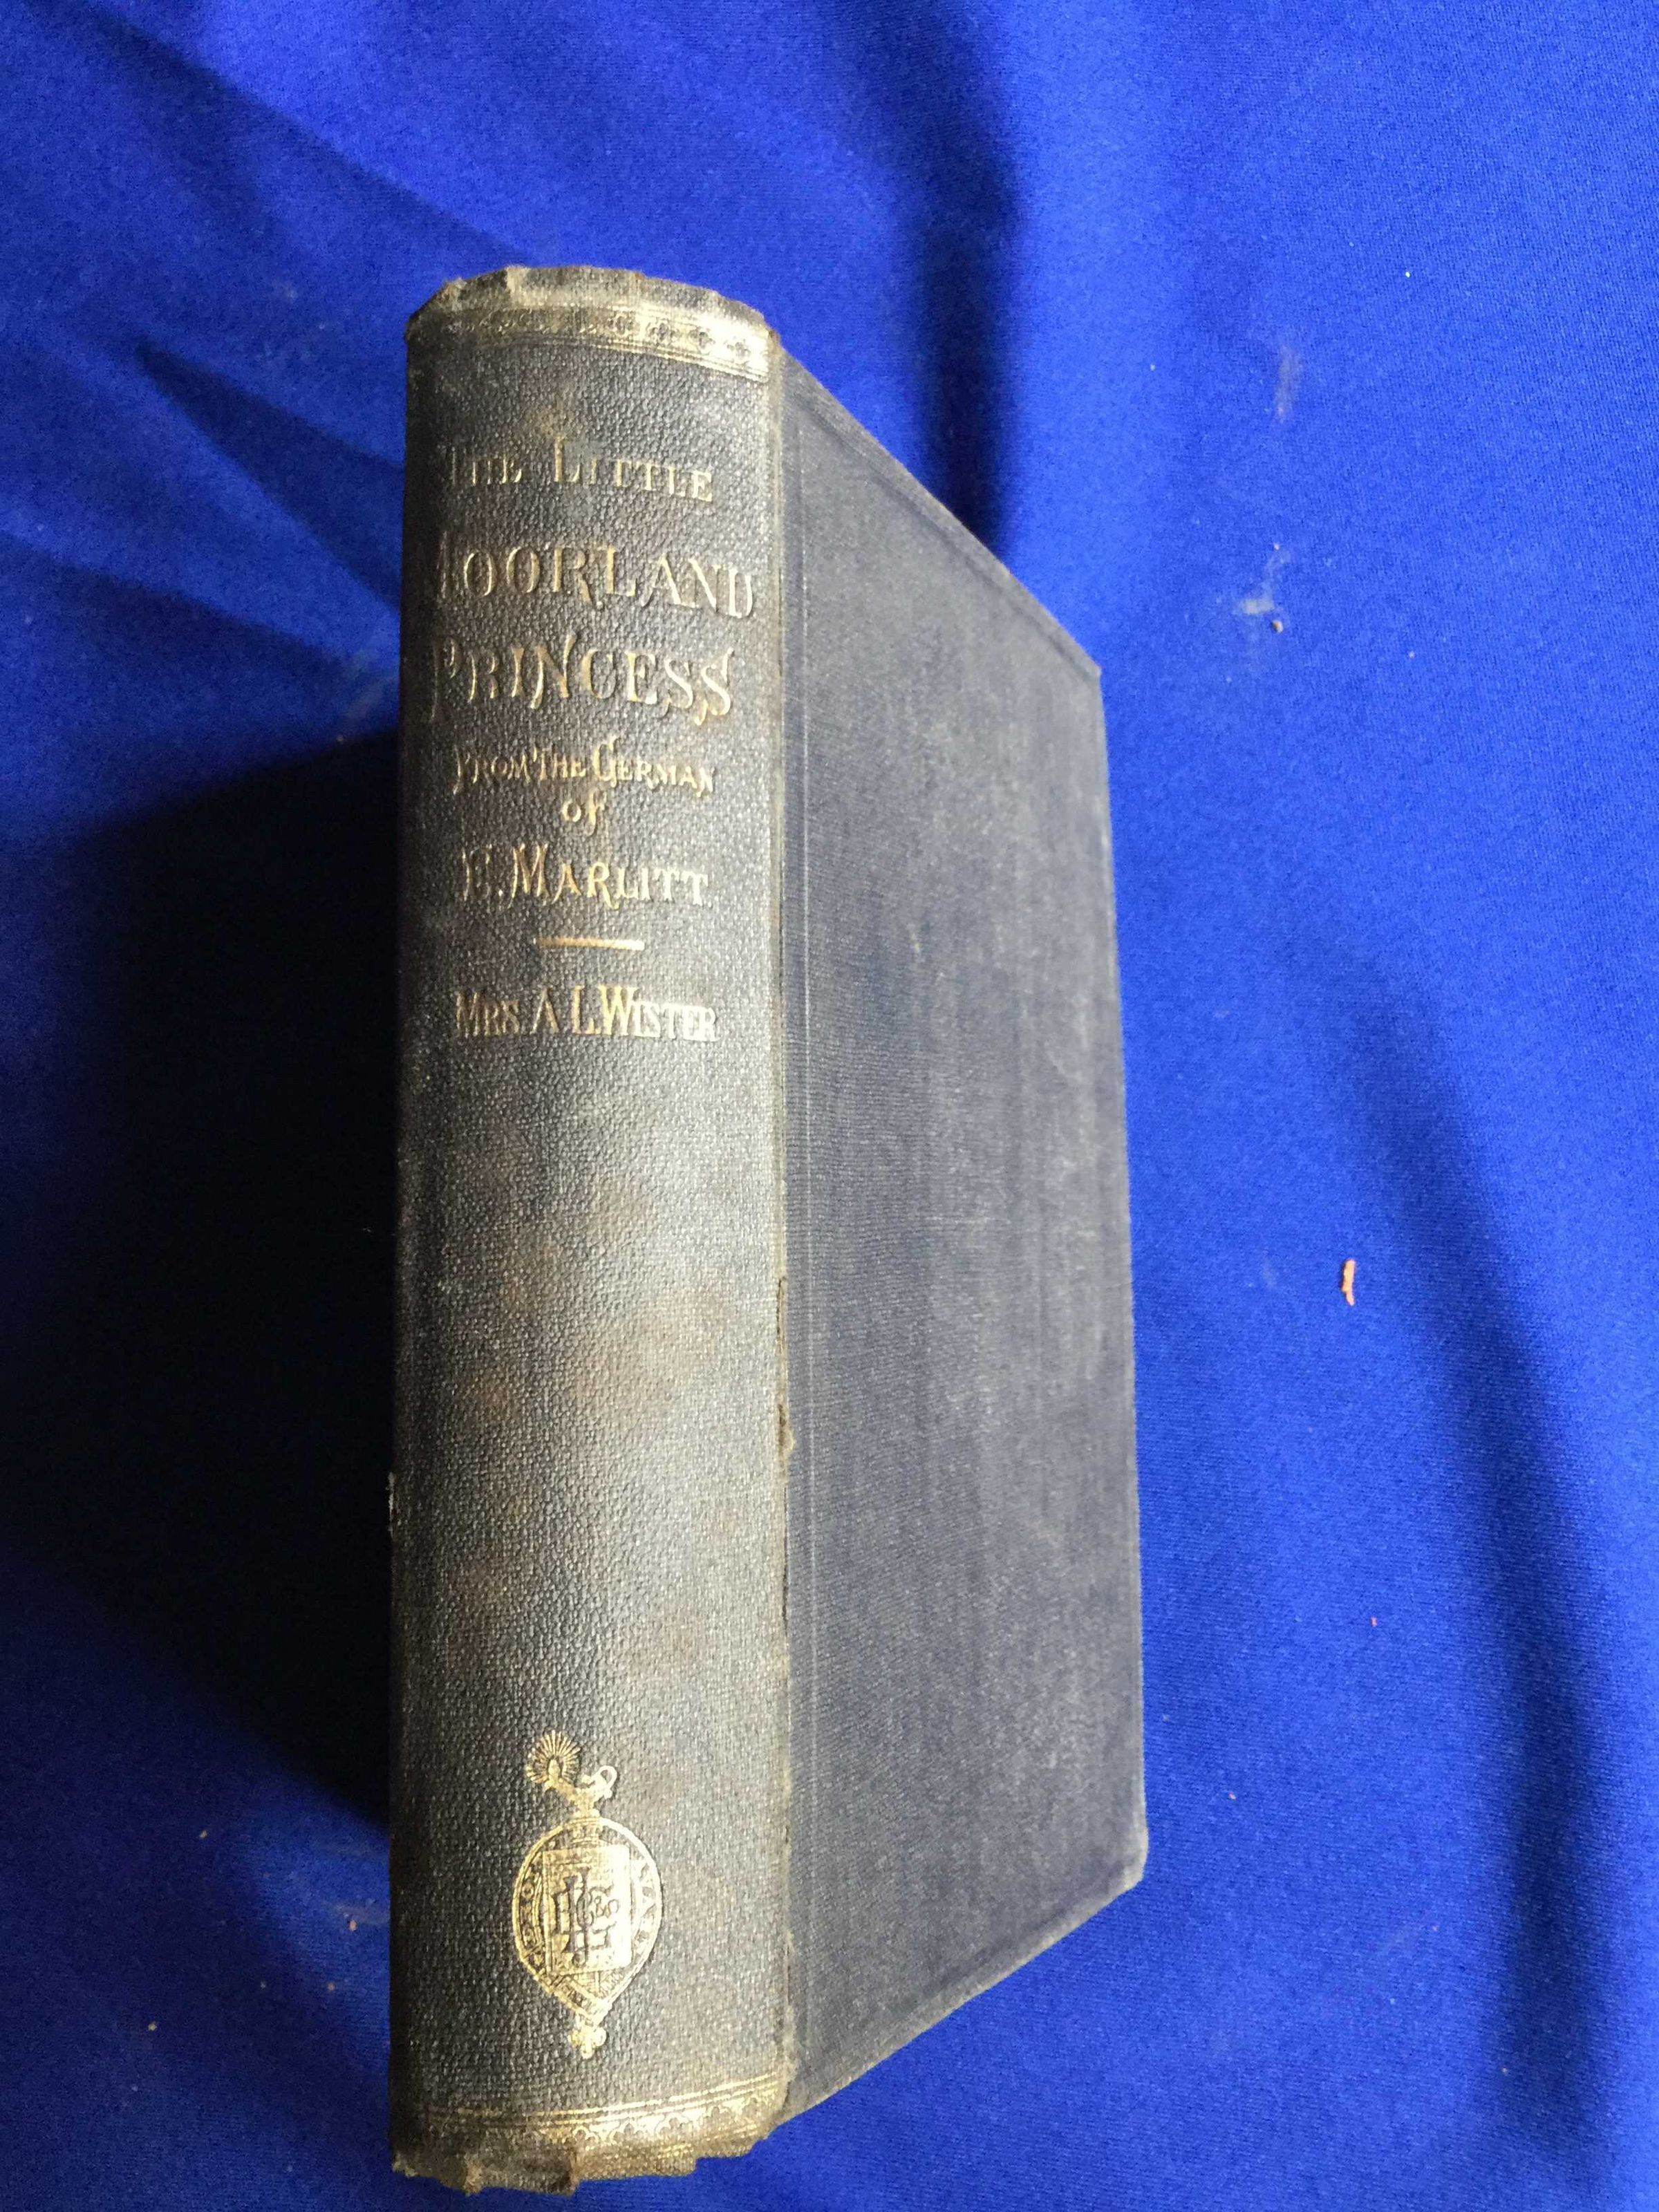 THE LITTLE
MOORLAND
PRINCESS
FROM THE GERMAN
of
E. MARLITT
MRS A. L. WISTER